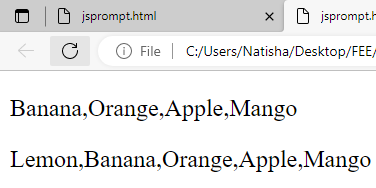 jsprompt.html
jsprompt.h
File
C:/Users/Natisha/Desktop/FEE/
Banana,Orange,Apple,Mango
Lemon,Banana,Orange,Apple,Mango